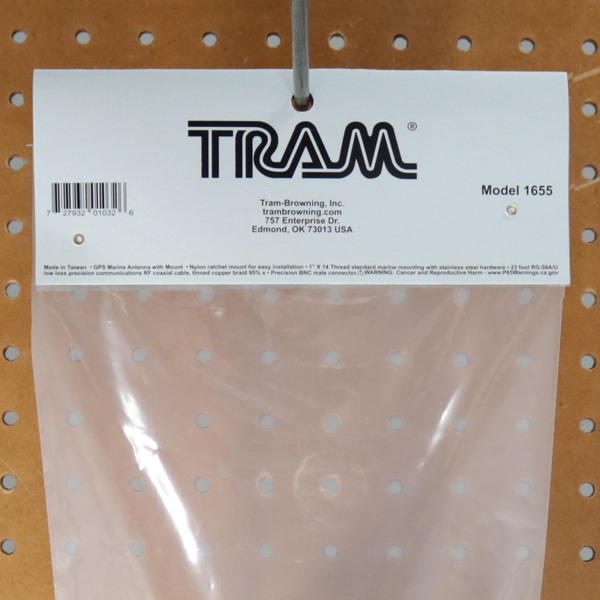 TRAM®
Model 1655
7 27932 01032 6
Tram-Browning, Inc.
trambrowning.com
757 Enterprise Dr.
Edmond, OK 73013 USA
Made in Taiwan • GPS Marine Antenna with Mount • Nylon ratchet mount for easy installation • 1" X 14 Thread standard marine mounting with stainless steel hardware • 23 foot RG-58A/U
low loss precision communications RF coaxial cable, tinned copper braid 95% s • Precision BNC male connector⚠WARNING: Cancer and Reproductive Harm - www.P65Warnings.ca.gov